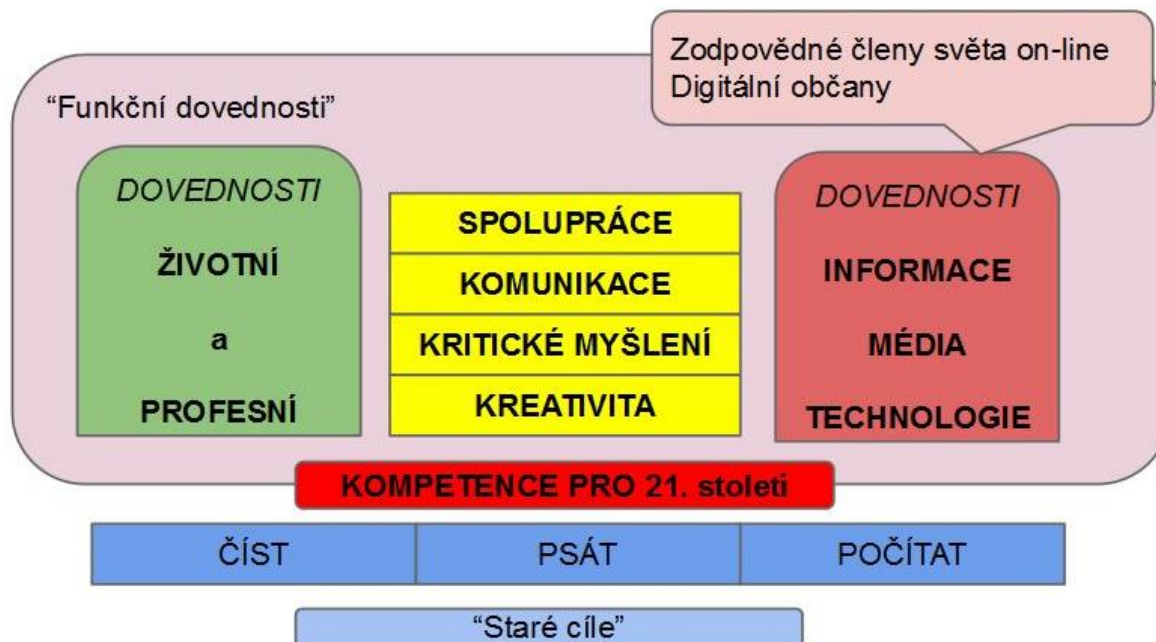 Zodpovědné členy světa on-line
Digitální občany
“Funkční dovednosti”
DOVEDNOSTI
ŽIVOTNÍ
a
PROFESNÍ
SPOLUPRÁCE
KOMUNIKACE
KRITICKÉ MYŠLENÍ
KREATIVITA
DOVEDNOSTI
INFORMACE
MÉDIA
TECHNOLOGIE
KOMPETENCE PRO 21. století
ČÍST
PSÁT
POČÍTAT
“Staré cíle”